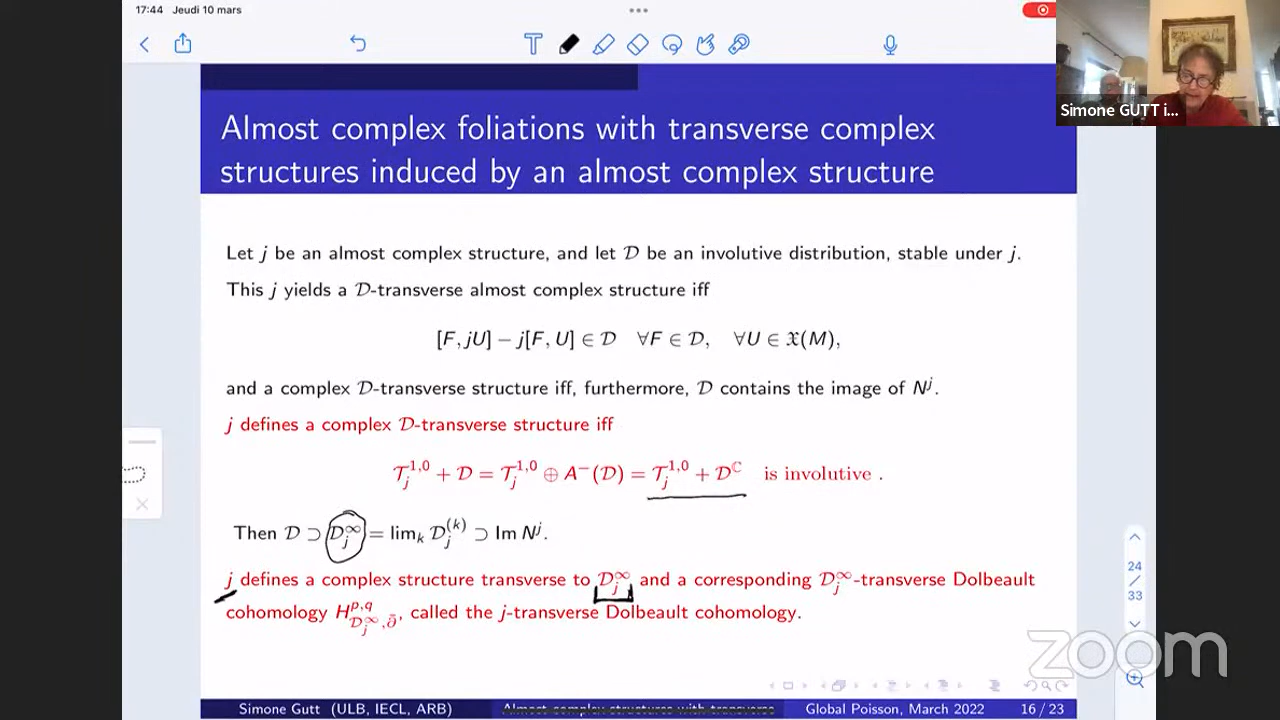 17:44 Jeudi 10 mars
Simone GUTT i...
Almost complex foliations with transverse complex
structures induced by an almost complex structure
Let j be an almost complex structure, and let 𝒟 be an involutive distribution, stable under j.
This j yields a 𝒟-transverse almost complex structure iff
[F, jU] − j[F, U] ∈ 𝒟 ∀F ∈ 𝒟, ∀U ∈ 𝔛(M),
and a complex 𝒟-transverse structure iff, furthermore, 𝒟 contains the image of N^j.
j defines a complex 𝒟-transverse structure iff
𝒯_j^{1,0} + 𝒟 = 𝒯_j^{1,0} ⊕ A^−(𝒟) = 𝒯_j^{1,0} + 𝒟^ℂ is involutive .
Then 𝒟 ⊃ 𝒟_j^∞ = lim_k 𝒟_j^{(k)} ⊃ Im N^j.
j defines a complex structure transverse to 𝒟_j^∞ and a corresponding 𝒟_j^∞-transverse Dolbeault
cohomology H^{p,q}_{𝒟_j^∞,∂̄}, called the j-transverse Dolbeault cohomology.
24
/
33
zoom
Simone Gutt (ULB, IECL, ARB) Almost complex structures with transverse Global Poisson, March 2022 16 / 23